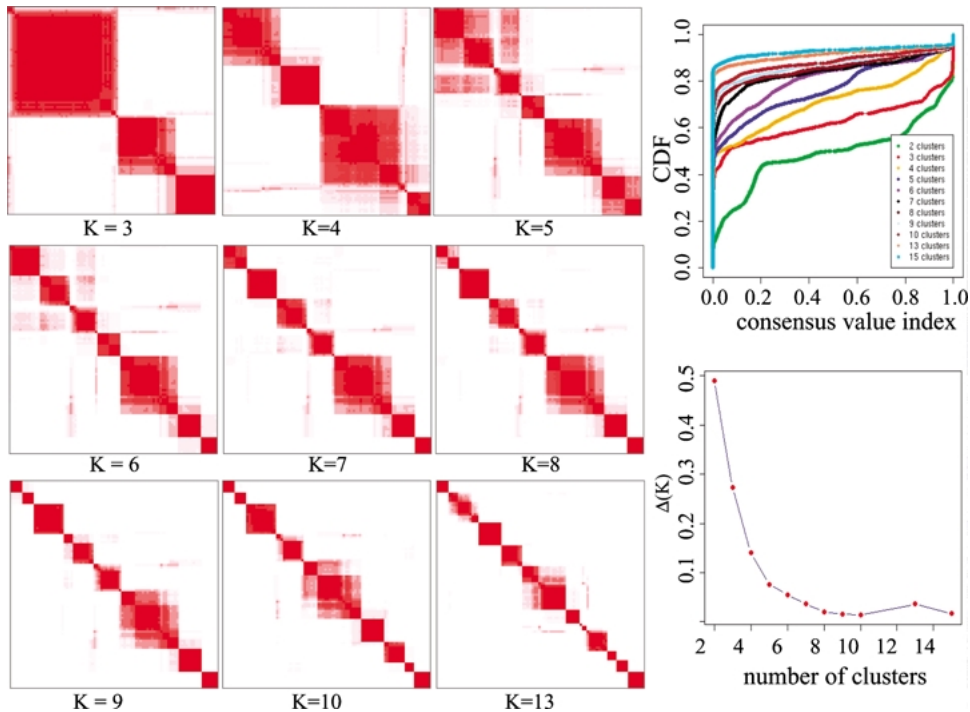 K = 3
K=4
K=5
K = 6
K=7
K=8
K = 9
K=10
K=13
CDF
1.0
0.8
0.6
0.4
0.2
0.0
2 clusters
3 clusters
4 clusters
5 clusters
6 clusters
7 clusters
8 clusters
9 clusters
10 clusters
13 clusters
15 clusters
0.0 0.2 0.4 0.6 0.8 1.0
consensus value index
Δ(K)
0.5
0.4
0.3
0.2
0.1
2 4 6 8 10 12 14
number of clusters